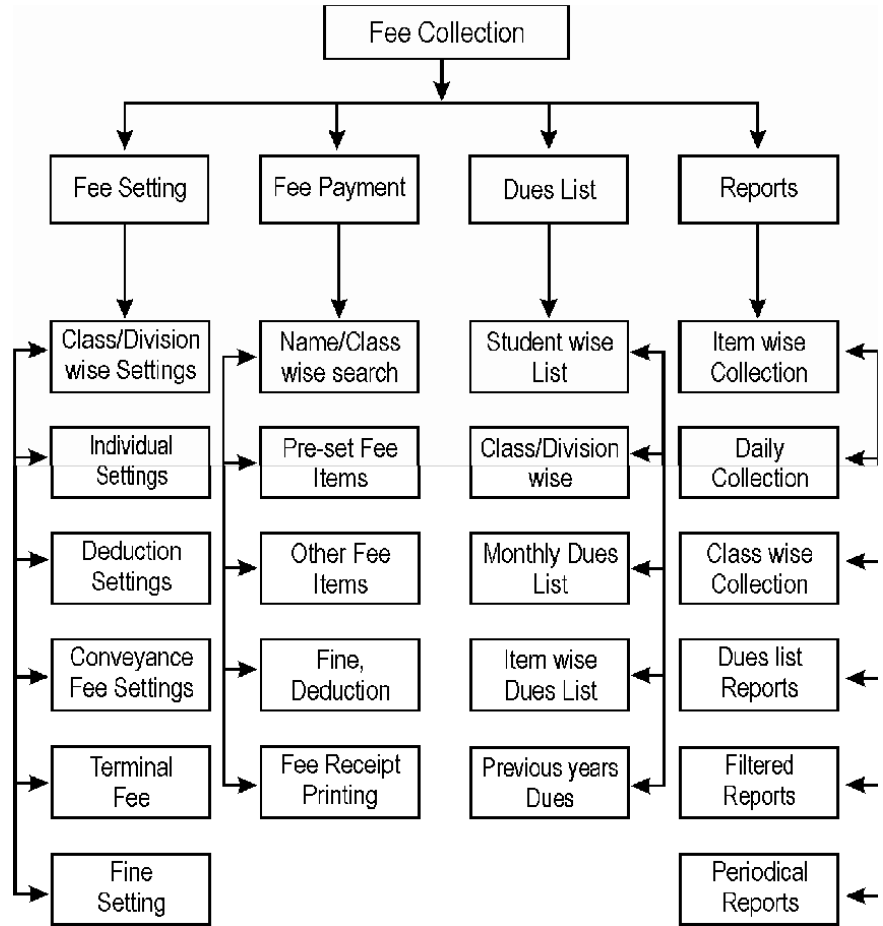 Fee Collection
Fee Setting
Fee Payment
Dues List
Reports
Class/Division
wise Settings
Name/Class
wise search
Student wise
List
Item wise
Collection
Individual
Settings
Pre-set Fee
Items
Class/Division
wise
Daily
Collection
Deduction
Settings
Other Fee
Items
Monthly Dues
List
Class wise
Collection
Conveyance
Fee Settings
Fine,
Deduction
Item wise
Dues List
Dues list
Reports
Terminal
Fee
Fee Receipt
Printing
Previous years
Dues
Filtered
Reports
Fine
Setting
Periodical
Reports